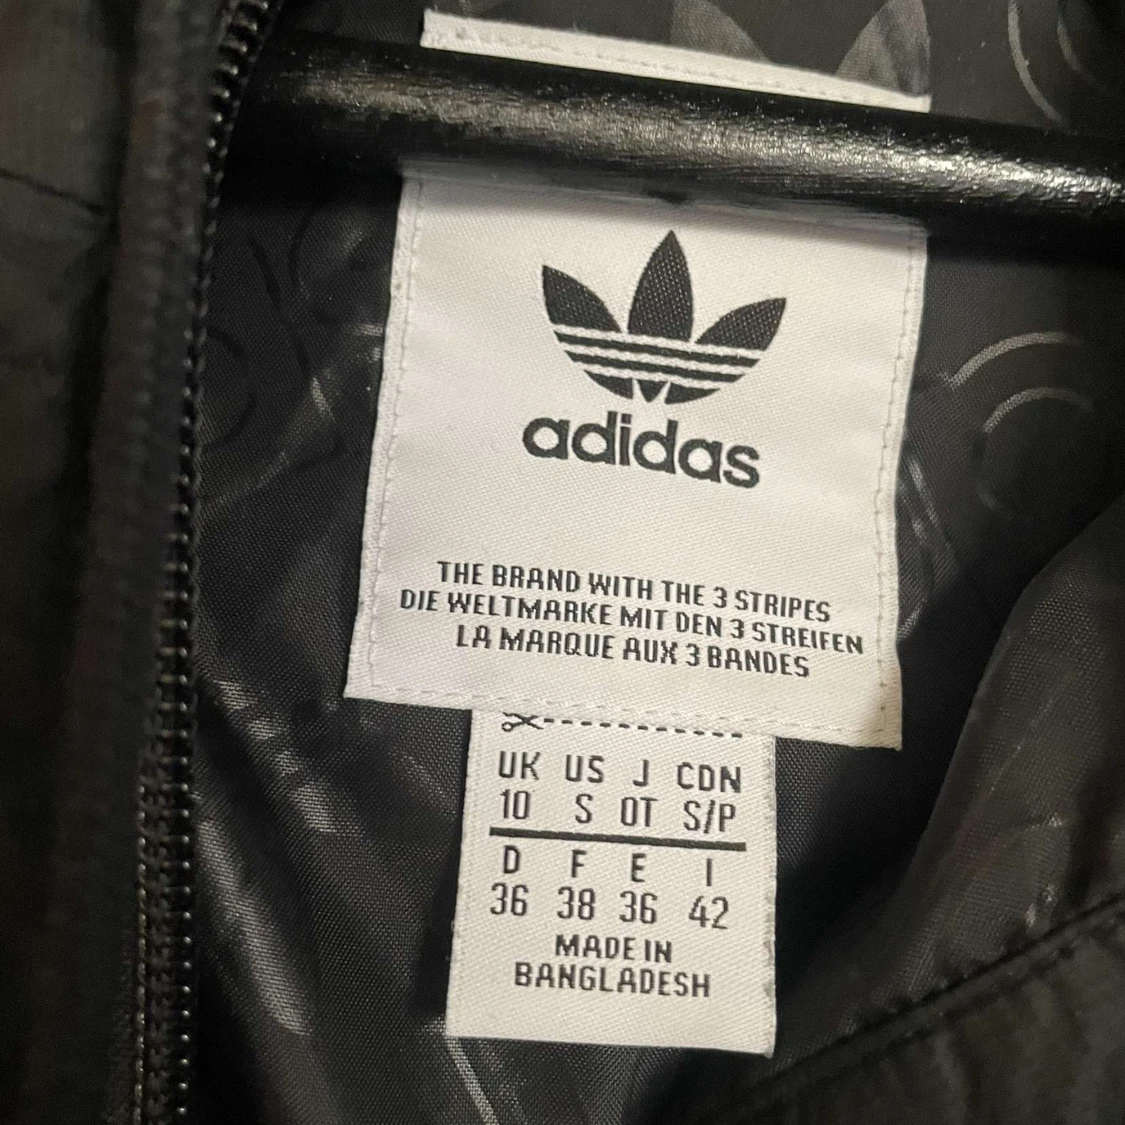 adidas
THE BRAND WITH THE 3 STRIPES
DIE WELTMARKE MIT DEN 3 STREIFEN
LA MARQUE AUX 3 BANDES
UK US J CDN
10 S OT S/P
D F E I
36 38 36 42
MADE IN
BANGLADESH